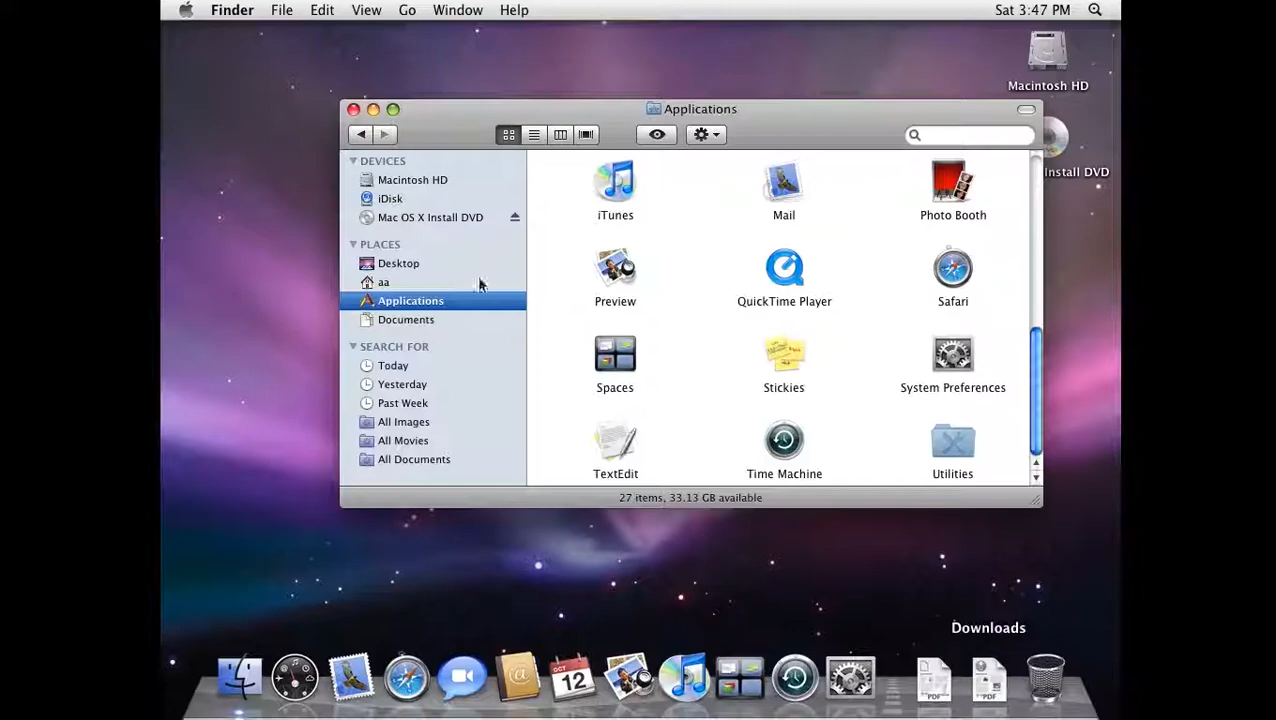 Finder File Edit View Go Window Help Sat 3:47 PM
Macintosh HD
Applications
Install DVD
DEVICES
Macintosh HD
iDisk
Mac OS X Install DVD
PLACES
Desktop
aa
Applications
Documents
SEARCH FOR
Today
Yesterday
Past Week
All Images
All Movies
All Documents
iTunes Mail Photo Booth
Preview QuickTime Player Safari
Spaces Stickies System Preferences
TextEdit Time Machine Utilities
27 items, 33.13 GB available
Downloads
OCT
12
PDF PDF